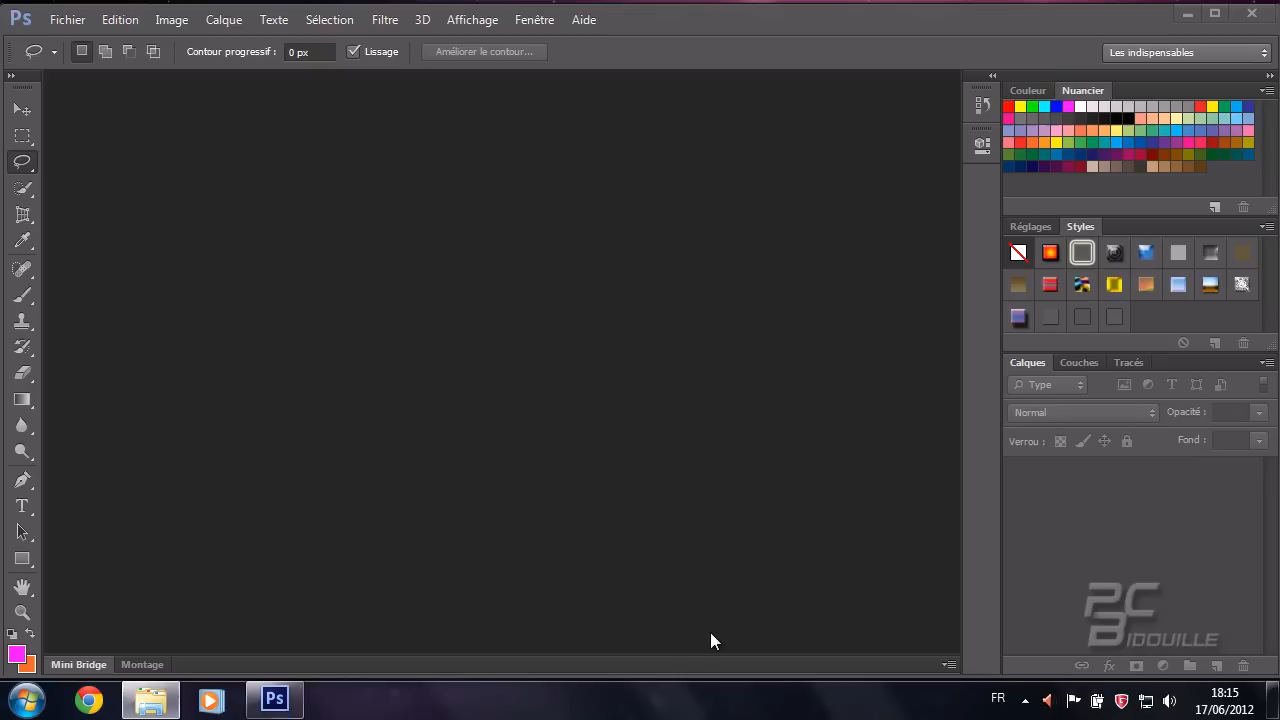 Ps Fichier Edition Image Calque Texte Sélection Filtre 3D Affichage Fenêtre Aide
Contour progressif : 0 px Lissage Améliorer le contour... Les indispensables
Couleur Nuancier
Réglages Styles
Calques Couches Tracés
Type T
Normal Opacité :
Verrou : Fond :
T
PC
BIDOUILLE
fx
Mini Bridge Montage
Ps FR 18:15
17/06/2012